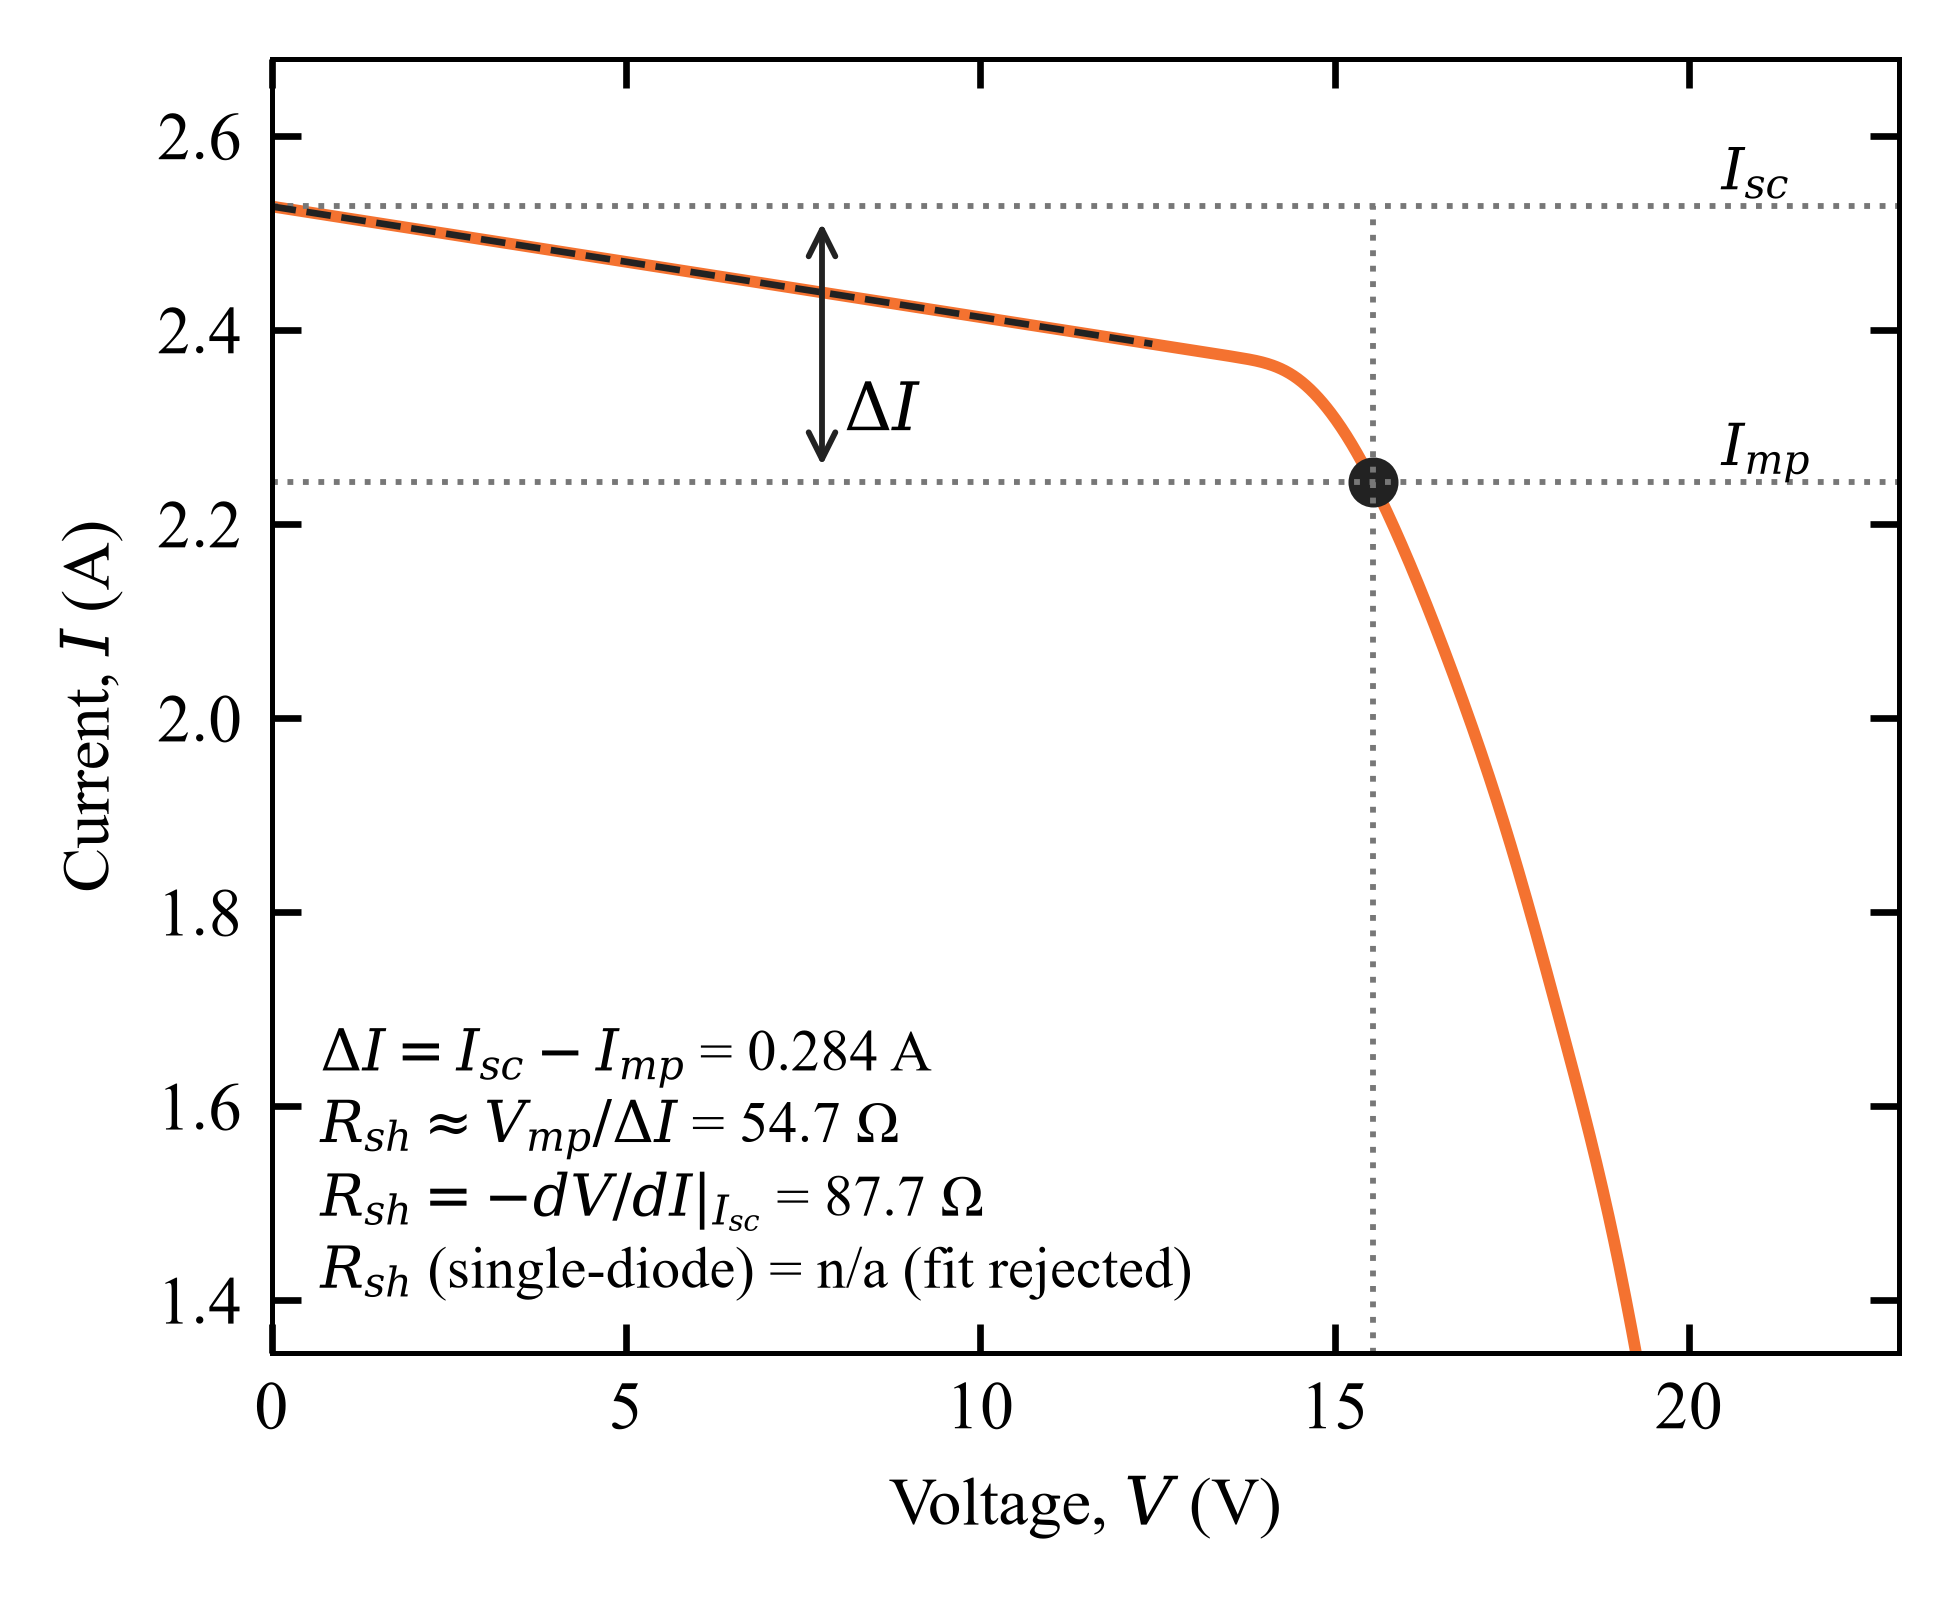 2.6
2.4
2.2
2.0
1.8
1.6
1.4
Current, I (A)
I_sc
ΔI
I_mp
ΔI = I_sc − I_mp = 0.284 A
R_sh ≈ V_mp/ΔI = 54.7 Ω
R_sh = −dV/dI|_I_sc = 87.7 Ω
R_sh (single-diode) = n/a (fit rejected)
0 5 10 15 20
Voltage, V (V)